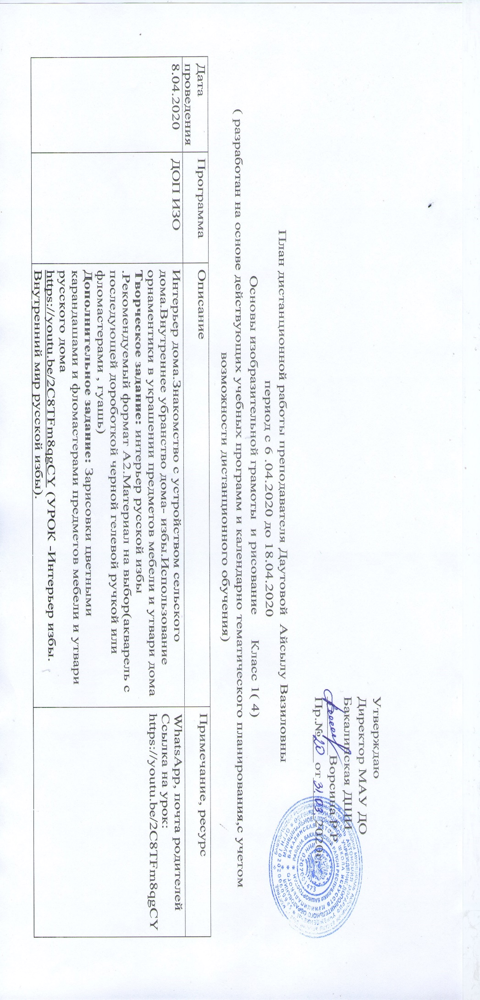 Утверждаю
Директор МАУ ДО
Бакалинская ДШИ
Ворсина Р.Р
Пр.№ 20 от 31.03.2020г.
План дистанционной работы преподавателя Даутовой Айсылу Вазиловны
период с 6 .04.2020 до 18.04.2020
Основы изобразительной грамоты и рисование Класс 1( 4)
( разработан на основе действующих учебных программ и календарно тематического планирования,с учетом
возможности дистанционного обучения)
Дата
проведения
Программа
Описание
Примечание, ресурс
8.04.2020
ДОП ИЗО
Интерьер дома.Знакомство с устройством сельского
дома.Внутреннее убранство дома- избы.Использование
орнаментики в украшении предметов мебели и утвари дома
Творческое задание: интерьер русской избы
.Рекомендуемый формат А2.Материал на выбор(акварель с
последующей дороботкой черной гелевой ручкой или
фломастерами , гуашь)
Дополнительное задание: Зарисовки цветными
карандашами и фломастерами предметов мебели и утвари
русского дома
https://youtu.be/2C8TFm8qgCY (УРОК -Интерьер избы.
Внутренний мир русской избы).
WhatsApp, почта родителей
Ссылка на урок:
https://youtu.be/2C8TFm8qgCY